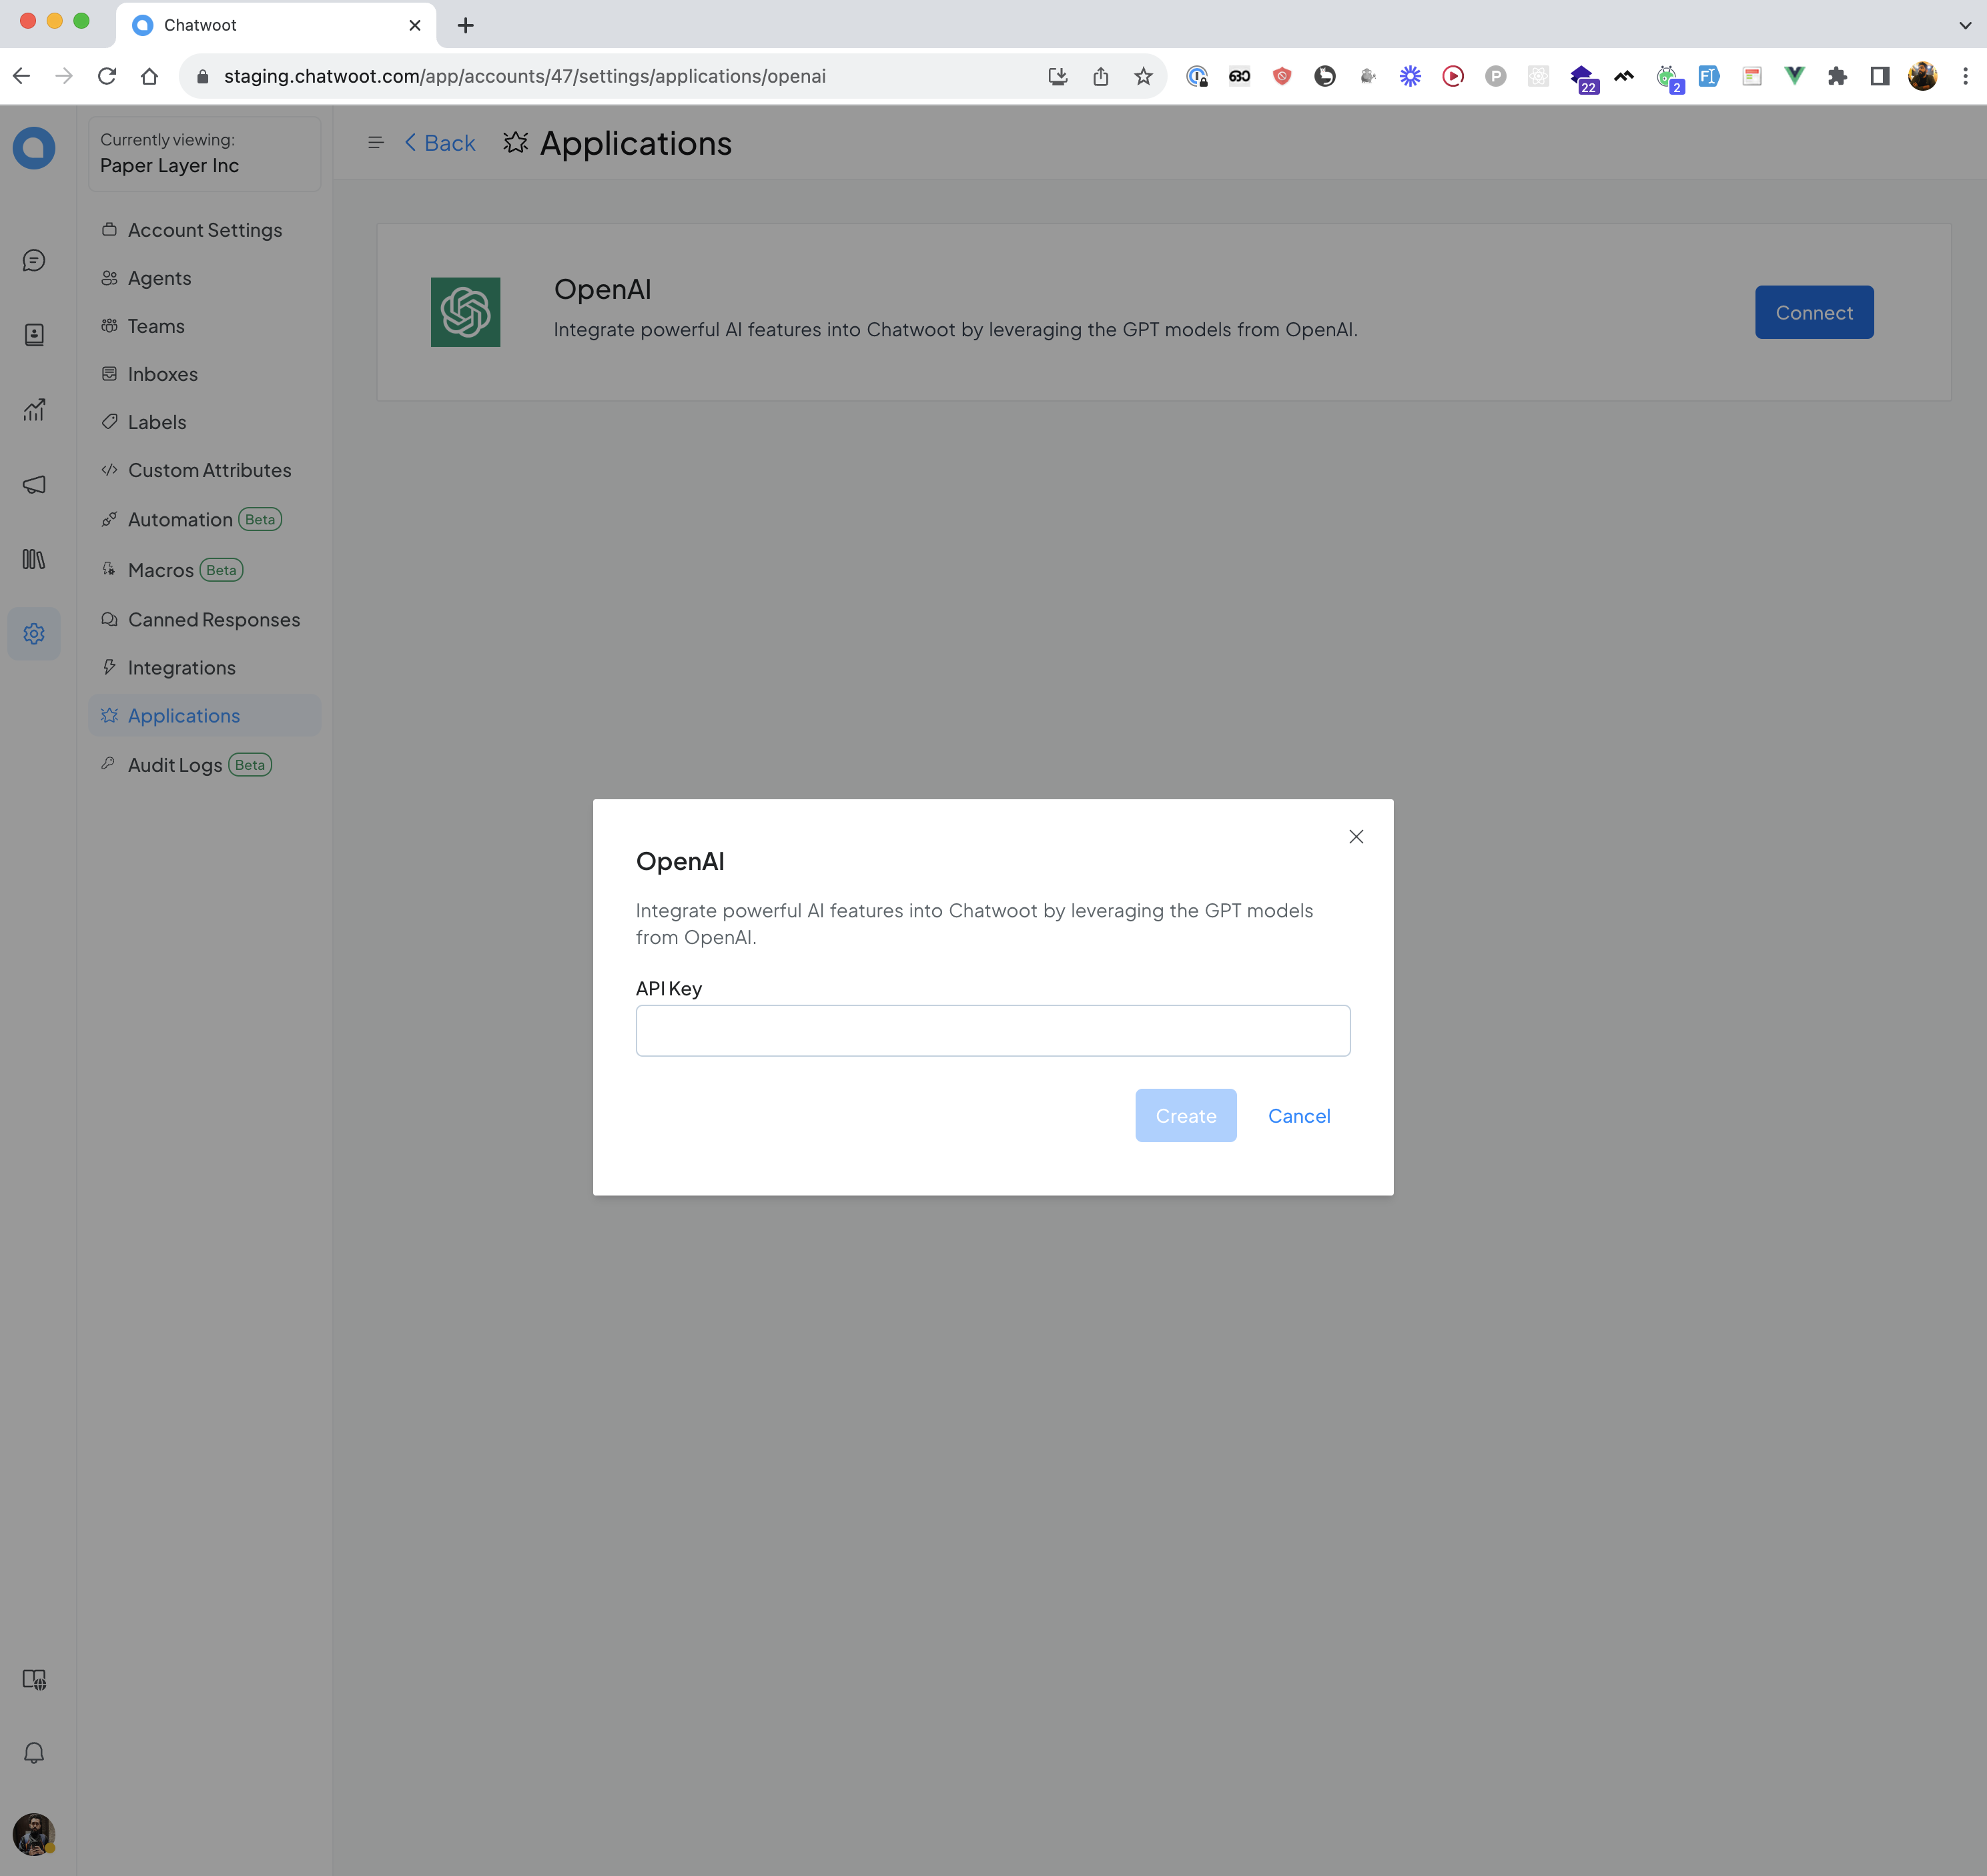 Chatwoot
staging.chatwoot.com/app/accounts/47/settings/applications/openai
22
2
Currently viewing:
Paper Layer Inc
Back
Applications
Account Settings
Agents
Teams
Inboxes
Labels
Custom Attributes
Automation Beta
Macros Beta
Canned Responses
Integrations
Applications
Audit Logs Beta
OpenAI
Integrate powerful AI features into Chatwoot by leveraging the GPT models from OpenAI.
Connect
OpenAI
Integrate powerful AI features into Chatwoot by leveraging the GPT models
from OpenAI.
API Key
Create
Cancel